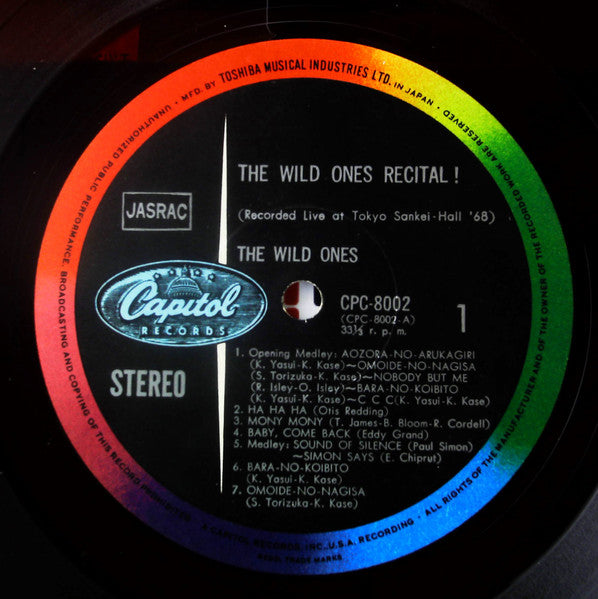 MFD. BY TOSHIBA MUSICAL INDUSTRIES LTD. IN JAPAN • ALL RIGHTS OF THE MANUFACTURER AND OF THE OWNER OF THE RECORDED WORK ARE RESERVED
UNAUTHORIZED PUBLIC PERFORMANCE, BROADCASTING AND COPYING OF THIS RECORD PROHIBITED
THE WILD ONES RECITAL!
JASRAC
(Recorded Live at Tokyo Sankei-Hall '68)
THE WILD ONES
Capitol
RECORDS
CPC-8002
(CPC-8002-A)
33⅓ r. p. m.
1
STEREO
1. Opening Medley: AOZORA-NO-ARUKAGIRI
(K. Yasui-K. Kase)~OMOIDE-NO-NAGISA
(S. Torizuka-K. Kase)~NOBODY BUT ME
(R. Isley-O. Isley)~BARA-NO-KOIBITO
(K. Yasui-K. Kase)~C C C(K. Yasui-K. Kase)
2. HA HA HA (Otis Redding)
3. MONY MONY (T. James-B. Bloom-R. Cordell)
4. BABY, COME BACK (Eddy Grand)
5. Medley: SOUND OF SILENCE (Paul Simon)
~SIMON SAYS (E. Chiprut)
6. BARA-NO-KOIBITO
(K. Yasui-K. Kase)
7. OMOIDE-NO-NAGISA
(S. Torizuka-K. Kase)
A CAPITOL RECORDS, INC., U.S.A. RECORDING
TRADE MARKS